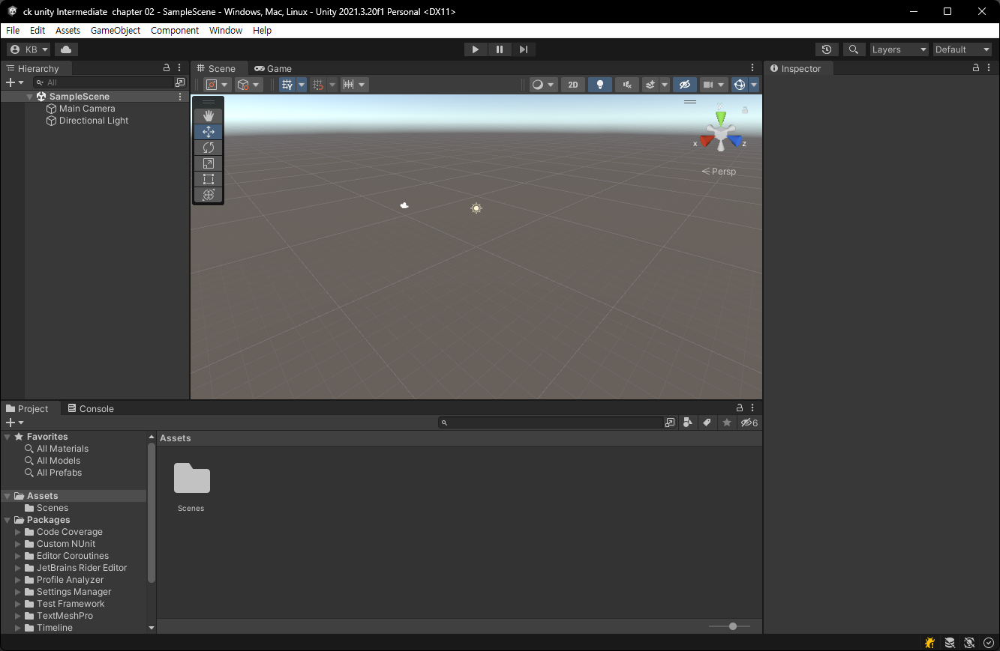 ck unity Intermediate  chapter 02 - SampleScene - Windows, Mac, Linux - Unity 2021.3.20f1 Personal <DX11>
File Edit Assets GameObject Component Window Help
KB Layers Default
Hierarchy
All
SampleScene
Main Camera
Directional Light
Scene Game
2D
y
x z
Persp
Inspector
Project Console
6
Favorites
All Materials
All Models
All Prefabs
Assets
Scenes
Packages
Code Coverage
Custom NUnit
Editor Coroutines
JetBrains Rider Editor
Profile Analyzer
Settings Manager
Test Framework
TextMeshPro
Timeline
Assets
Scenes